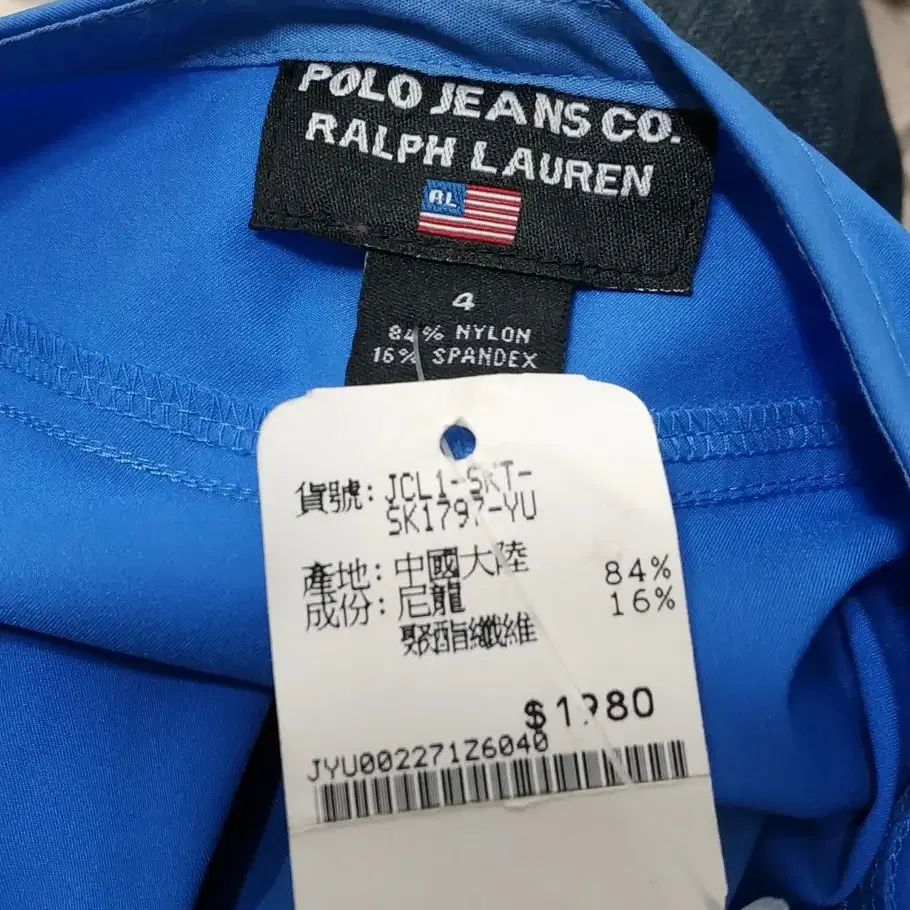 POLO JEANS CO.
RALPH LAUREN
RL
4
84% NYLON
16% SPANDEX
貨號: JCL1-SKT-
SK1797-YU
產地: 中國大陸
成份: 尼龍 84%
聚酯纖維 16%
$1980
JYU002271Z6040